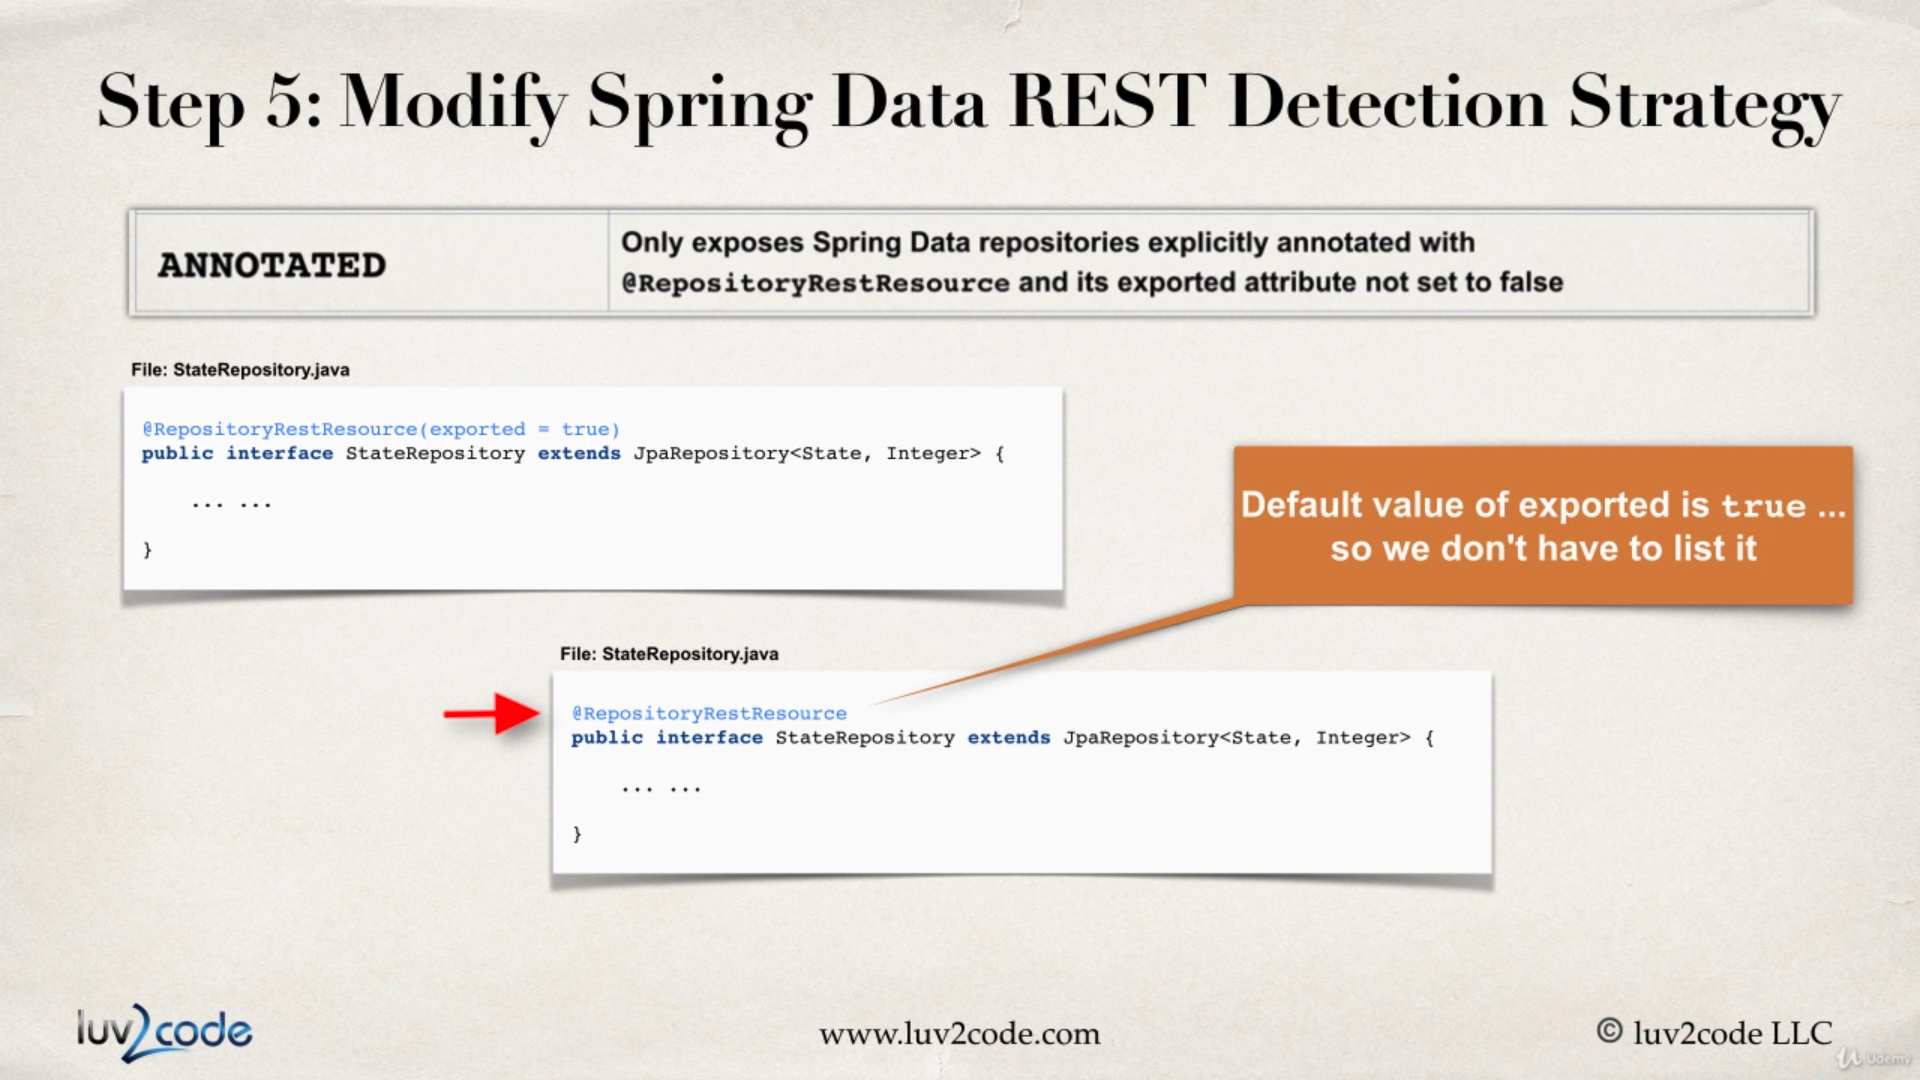 Step 5: Modify Spring Data REST Detection Strategy
ANNOTATED
Only exposes Spring Data repositories explicitly annotated with
@RepositoryRestResource and its exported attribute not set to false
File: StateRepository.java
@RepositoryRestResource(exported = true)
public interface StateRepository extends JpaRepository<State, Integer> {
... ...
}
Default value of exported is true ...
so we don't have to list it
File: StateRepository.java
@RepositoryRestResource
public interface StateRepository extends JpaRepository<State, Integer> {
... ...
}
luv2code
www.luv2code.com
© luv2code LLC
Udemy